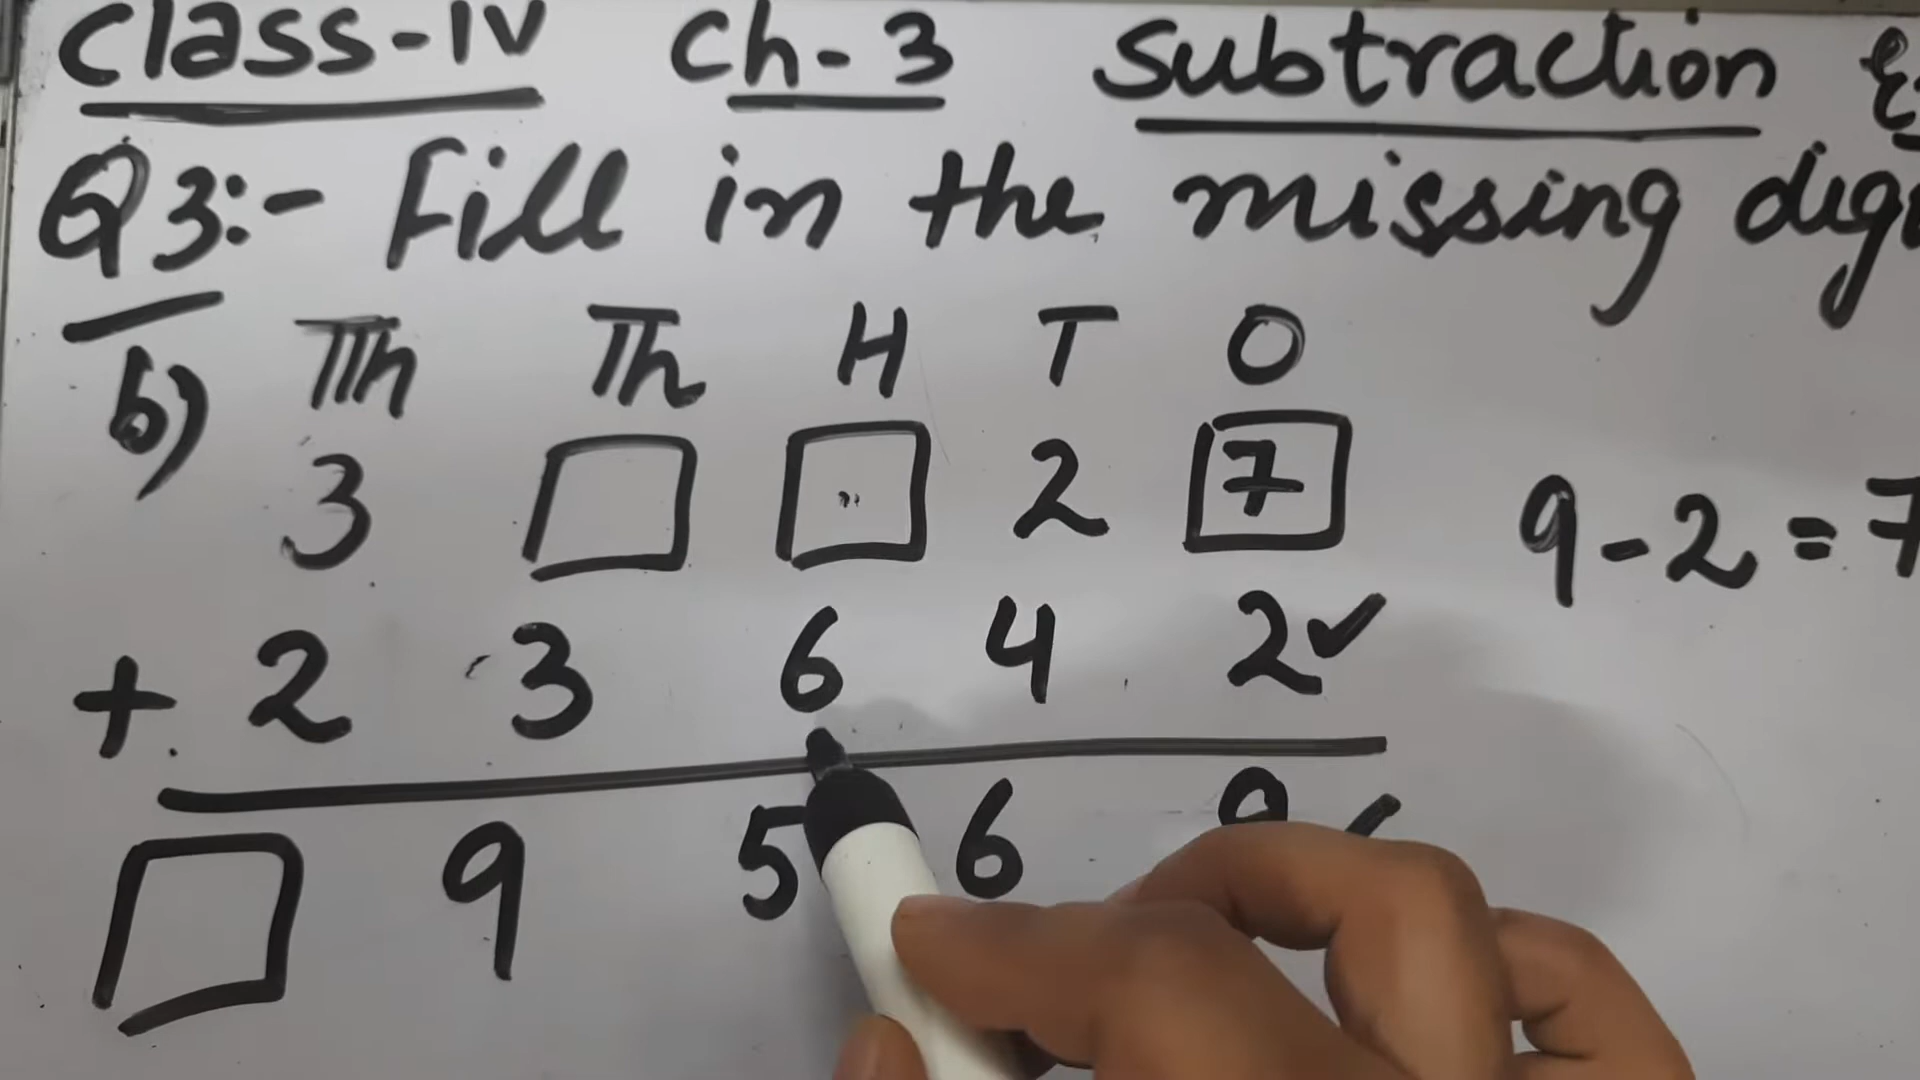 Class-IV Ch-3 Subtraction
Q3:- Fill in the missing
b) TTh Th H T O
3 2 7 9-2=7
+ 2 3 6 4 2✓
9 5 6 9